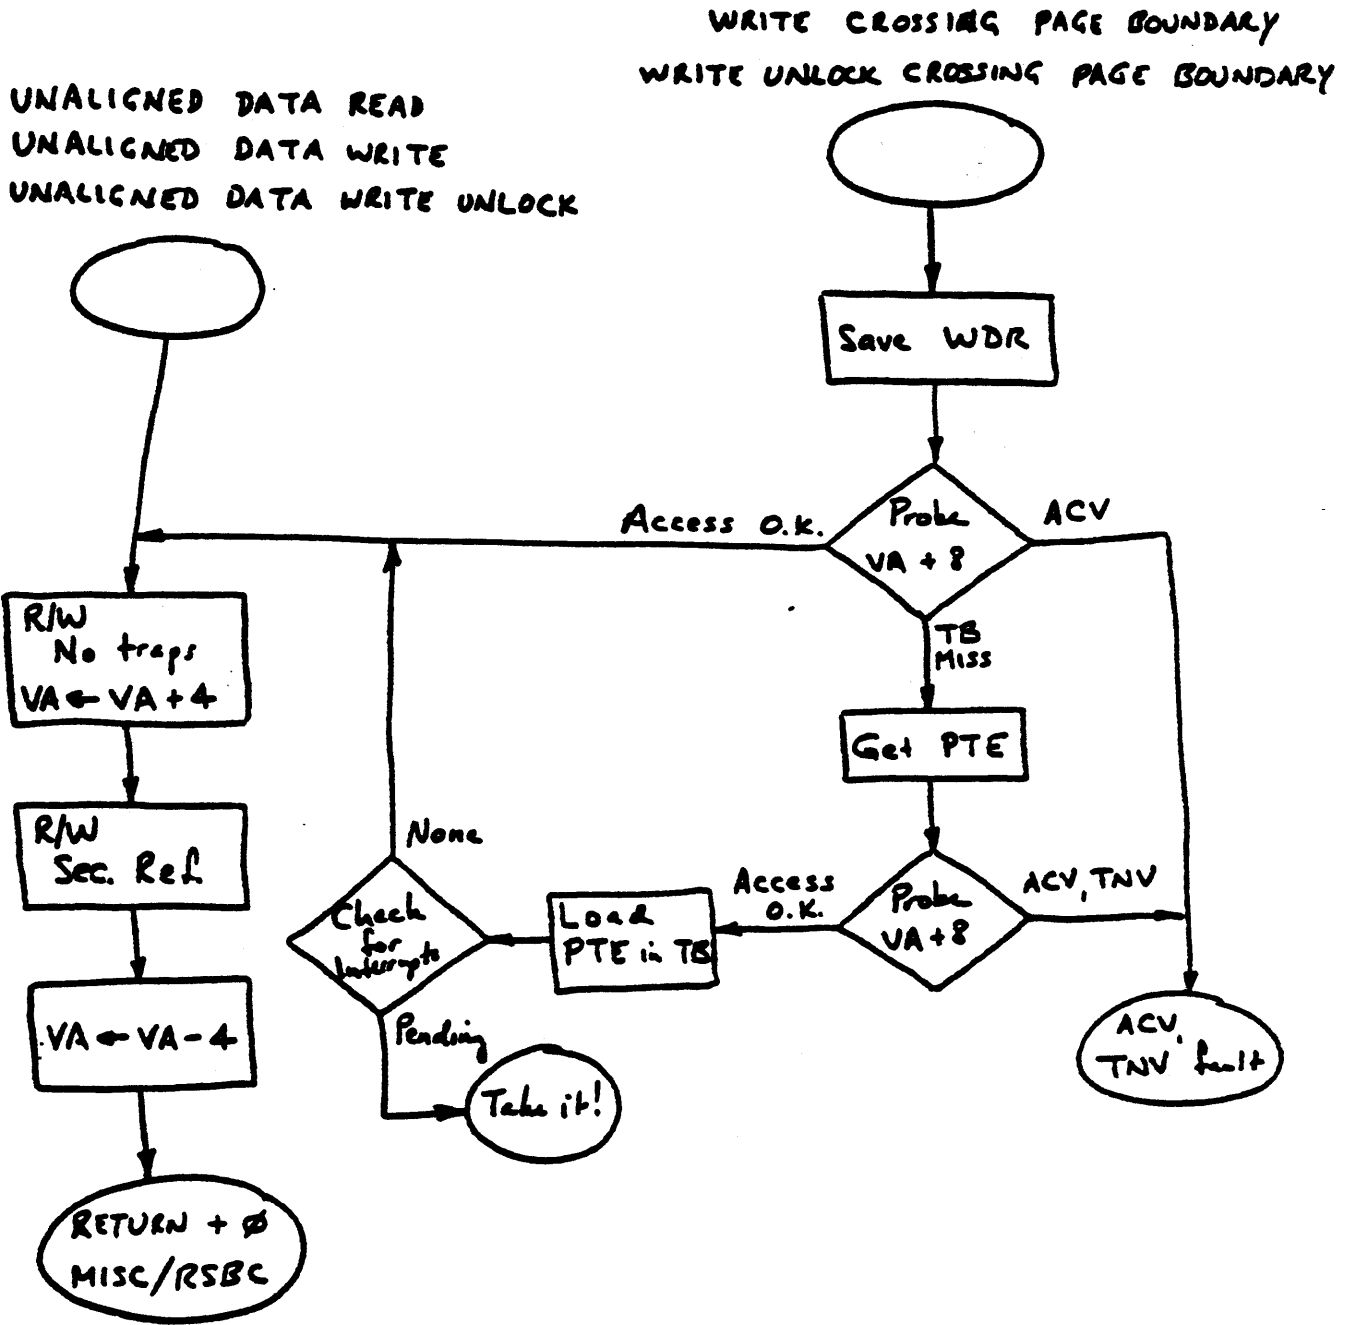 WRITE CROSSING PAGE BOUNDARY
WRITE UNLOCK CROSSING PAGE BOUNDARY
UNALIGNED DATA READ
UNALIGNED DATA WRITE
UNALIGNED DATA WRITE UNLOCK
Save WDR
Probe
VA + 8
Access O.K.
ACV
TB
MISS
R/W
No traps
VA ← VA + 4
Get PTE
R/W
Sec. Ref
None
Check
for
Interrupts
Load
PTE in TB
Access
O.K.
Probe
VA + 8
ACV, TNV
VA ← VA - 4
Pending
Take it!
ACV,
TNV fault
RETURN + Ø
MISC/RSBC